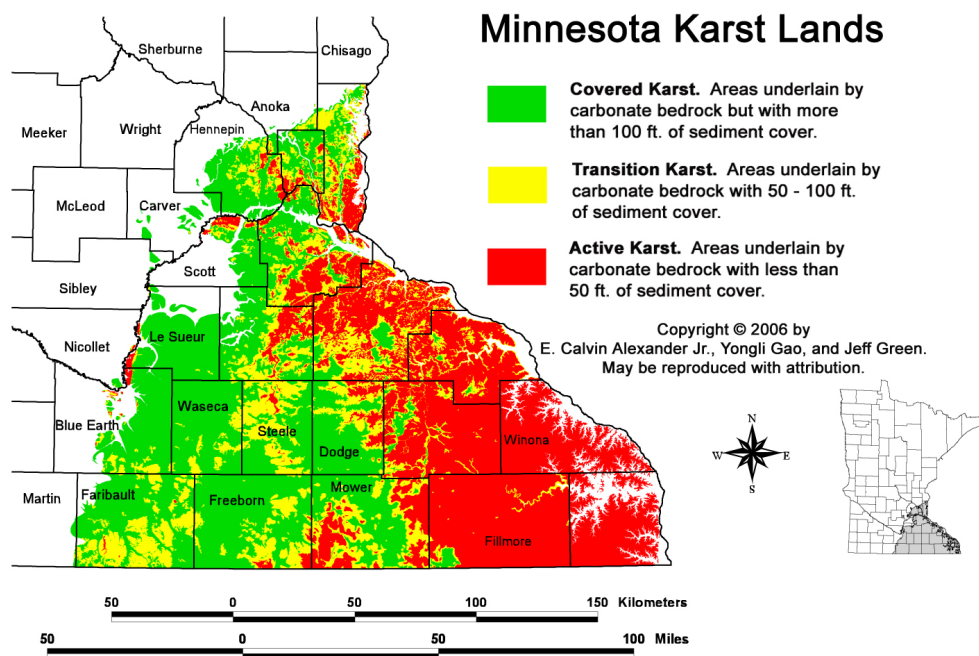 Minnesota Karst Lands
Covered Karst. Areas underlain by
carbonate bedrock but with more
than 100 ft. of sediment cover.
Transition Karst. Areas underlain by
carbonate bedrock with 50 - 100 ft.
of sediment cover.
Active Karst. Areas underlain by
carbonate bedrock with less than
50 ft. of sediment cover.
Copyright © 2006 by
E. Calvin Alexander Jr., Yongli Gao, and Jeff Green.
May be reproduced with attribution.
Sherburne
Chisago
Anoka
Meeker
Wright
Hennepin
McLeod
Carver
Scott
Sibley
Nicollet
Le Sueur
Blue Earth
Waseca
Steele
Dodge
Winona
Martin
Faribault
Freeborn
Mower
Fillmore
N
W
E
S
50 0 50 100 150 Kilometers
50 0 50 100 Miles